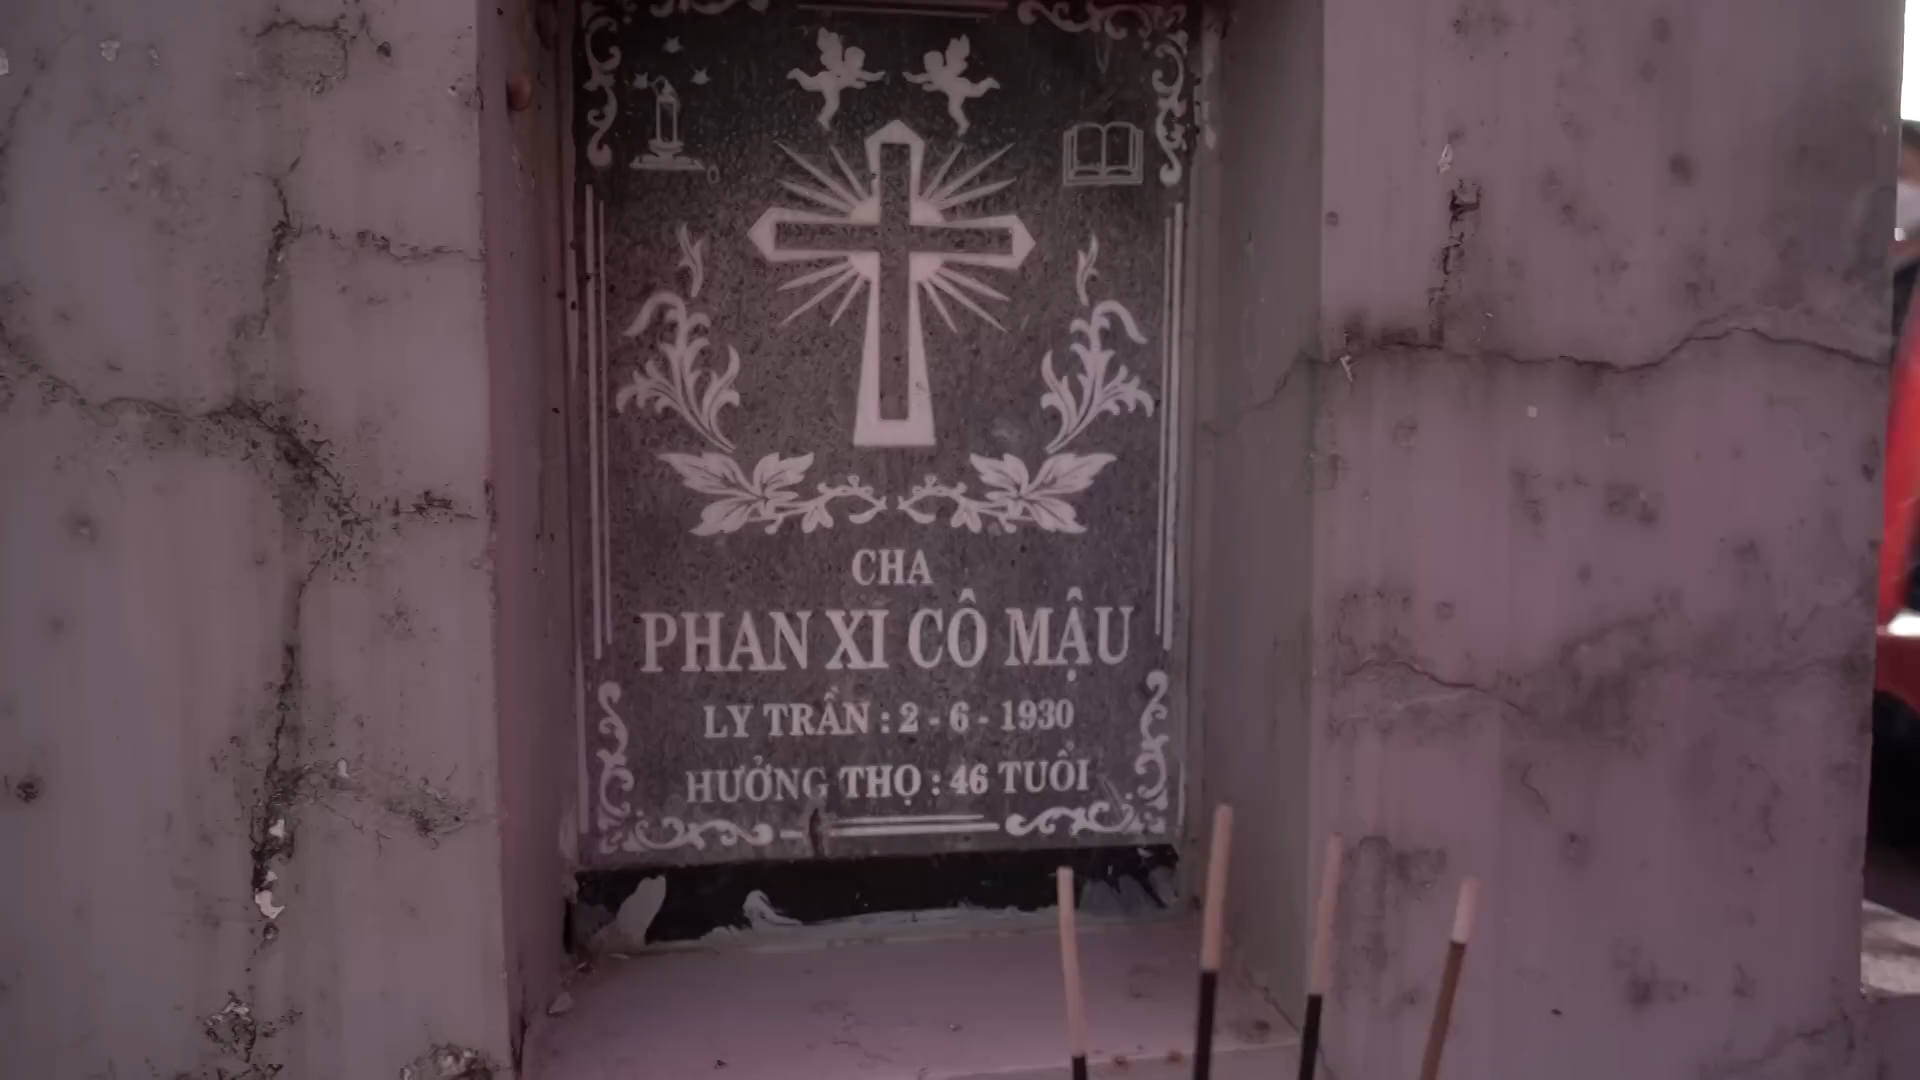 CHA
PHAN XI CÔ MẬU
LY TRẦN : 2 - 6 - 1930
HƯỞNG THỌ : 46 TUỔI